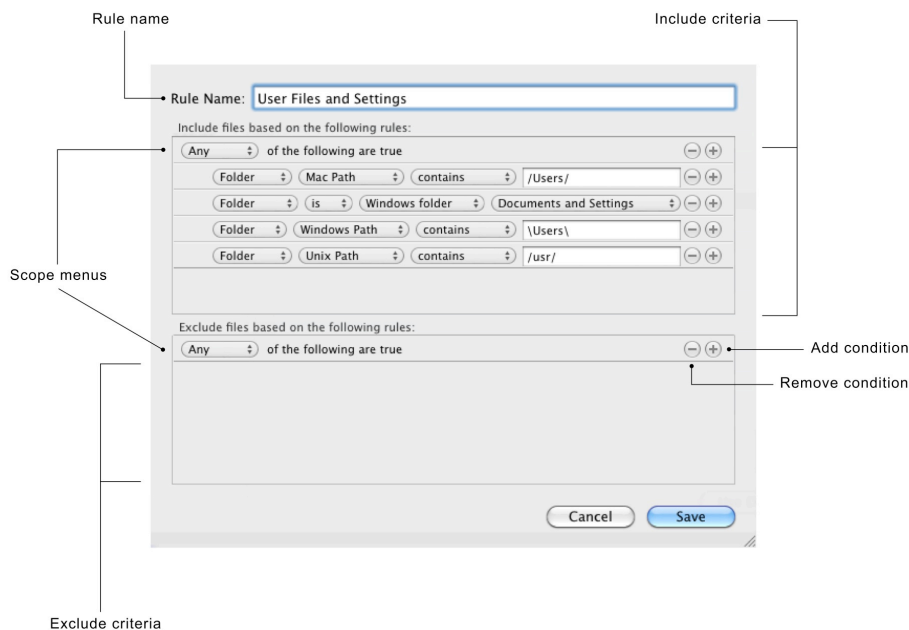 Rule name
Include criteria
Rule Name: User Files and Settings
Include files based on the following rules:
Any of the following are true
Folder Mac Path contains /Users/
Folder is Windows folder Documents and Settings
Folder Windows Path contains \Users\
Folder Unix Path contains /usr/
Scope menus
Exclude files based on the following rules:
Any of the following are true
Add condition
Remove condition
Cancel Save
Exclude criteria